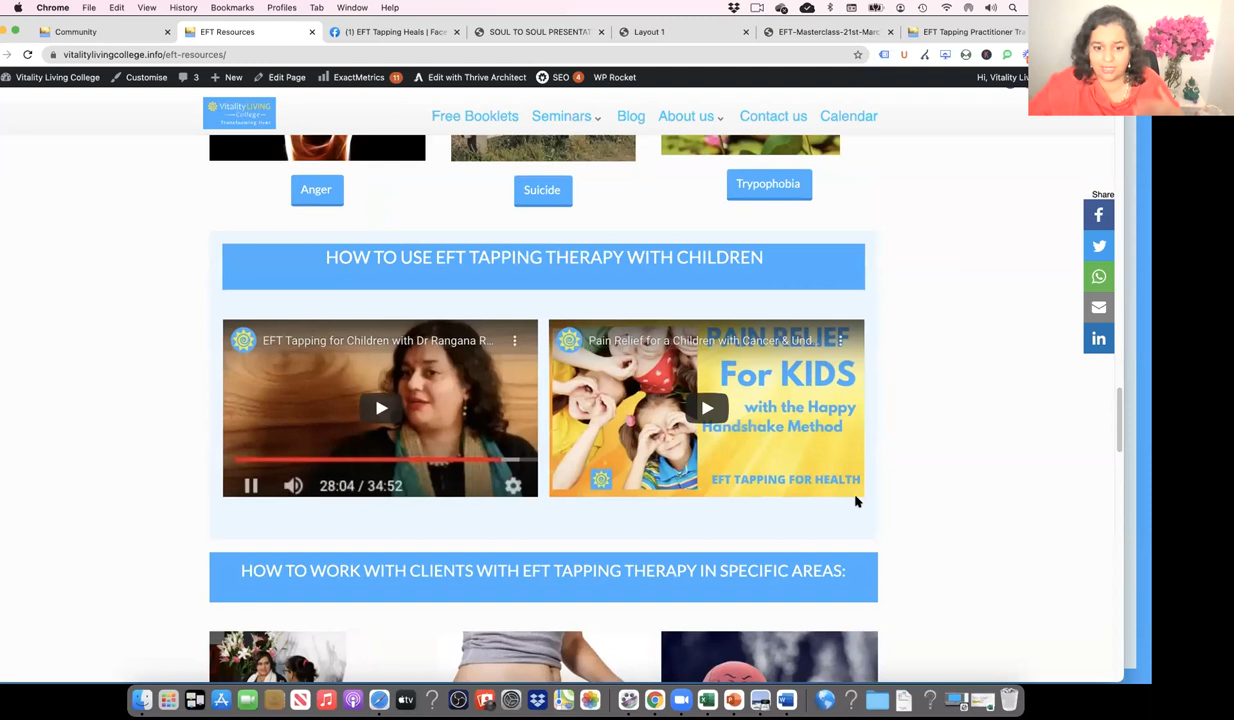 Chrome File Edit View History Bookmarks Profiles Tab Window Help
Community
EFT Resources
(1) EFT Tapping Heals | Face
SOUL TO SOUL PRESENTAT
Layout 1
EFT-Masterclass-21st-Marc
EFT Tapping Practitioner Tra
vitalitylivingcollege.info/eft-resources/
Vitality Living College Customise 3 New Edit Page ExactMetrics 11 Edit with Thrive Architect SEO 4 WP Rocket Hi, Vitality Liv
Vitality LIVING
College
Transforming lives
Free Booklets Seminars Blog About us Contact us Calendar
Anger
Suicide
Trypophobia
Share
HOW TO USE EFT TAPPING THERAPY WITH CHILDREN
EFT Tapping for Children with Dr Rangana R...
28:04 / 34:52
Pain Relief for a Children with Cancer & Und...
PAIN RELIEF
For KIDS
with the Happy
Handshake Method
EFT TAPPING FOR HEALTH
HOW TO WORK WITH CLIENTS WITH EFT TAPPING THERAPY IN SPECIFIC AREAS: